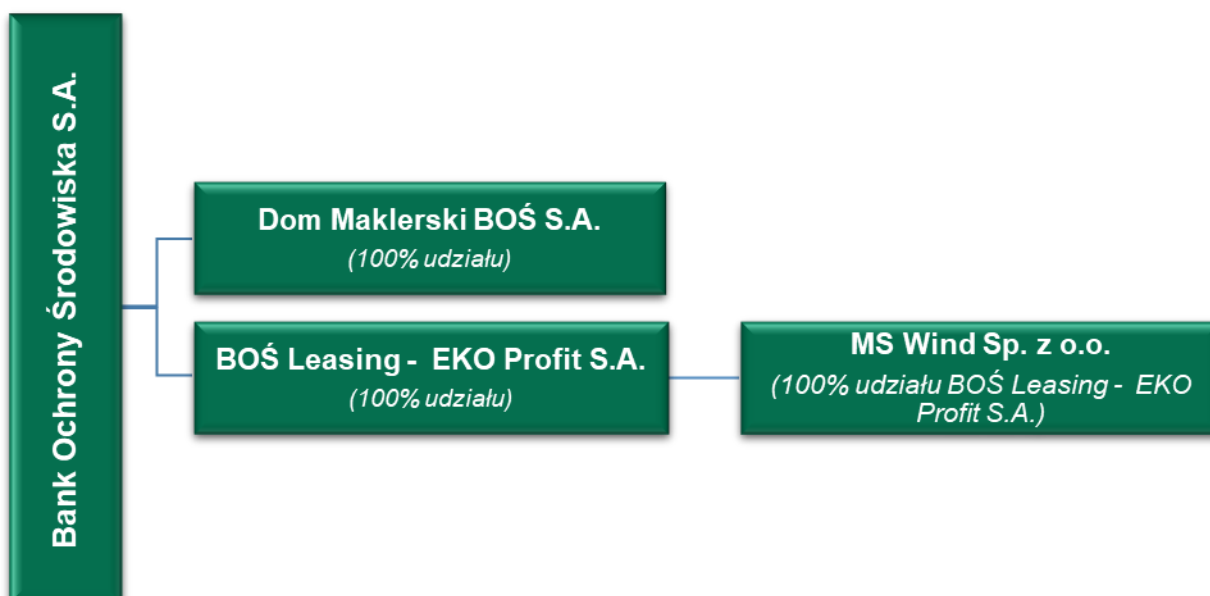 Bank Ochrony Środowiska S.A.
Dom Maklerski BOŚ S.A.
(100% udziału)
BOŚ Leasing - EKO Profit S.A.
(100% udziału)
MS Wind Sp. z o.o.
(100% udziału BOŚ Leasing - EKO
Profit S.A.)